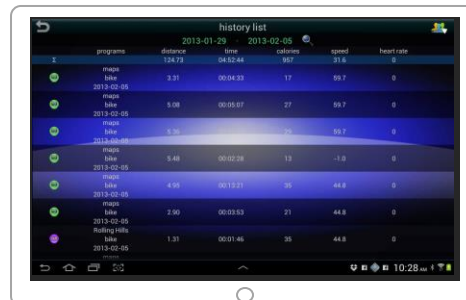 history list
2013-01-29 - 2013-02-05
programs distance time calories speed heart rate
Σ 124.73 04:52:44 957 31.6 0
maps
bike 3.31 00:04:33 17 59.7 0
2013-02-05
maps
bike 5.08 00:05:07 27 59.7 0
2013-02-05
maps
bike 5.36 29 59.7 0
maps
bike 5.48 00:02:28 13 -1.0 0
2013-02-05
maps
bike 4.98 00:13:21 35 44.8 0
2013-02-05
maps
bike 2.90 00:03:53 21 44.8 0
2013-02-05
Rolling Hills
bike 1.31 00:01:46 35 44.8 0
2013-02-05
maps
10:28 AM